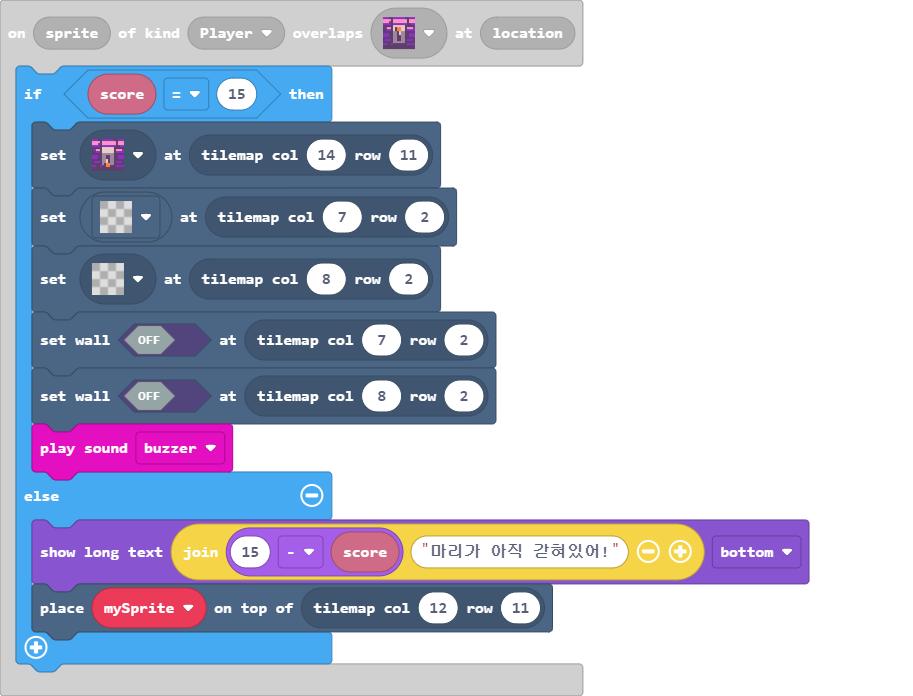 on sprite of kind Player overlaps at location
if score = 15 then
set at tilemap col 14 row 11
set at tilemap col 7 row 2
set at tilemap col 8 row 2
set wall OFF at tilemap col 7 row 2
set wall OFF at tilemap col 8 row 2
play sound buzzer
else
show long text join 15 - score "마리가 아직 갇혀있어!" bottom
place mySprite on top of tilemap col 12 row 11